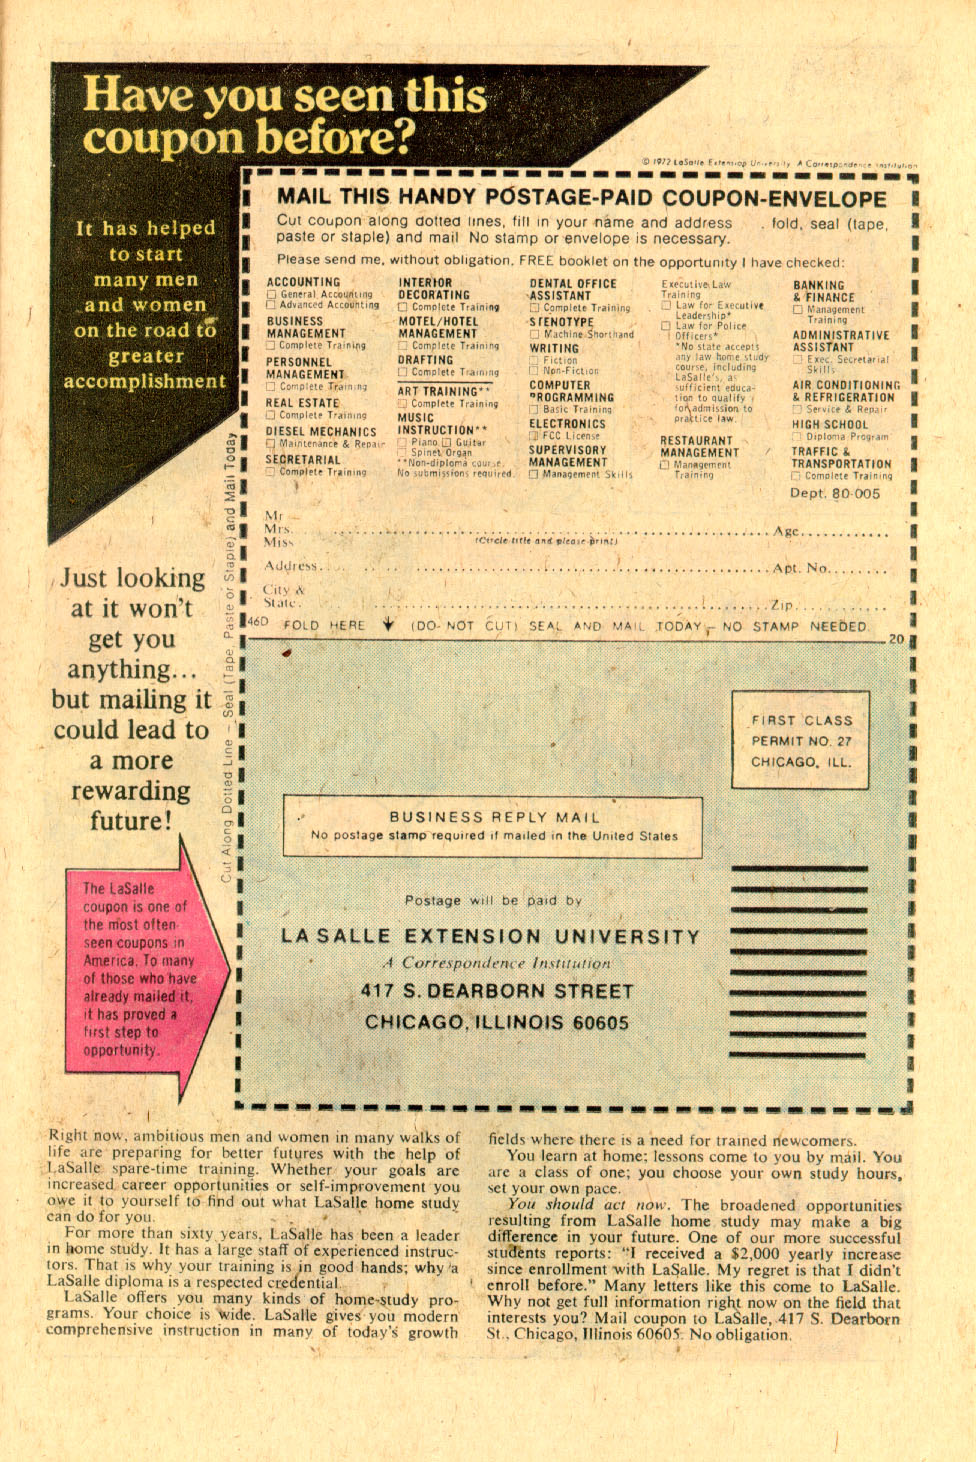 Have you seen this
coupon before?
It has helped
to start
many men
and women
on the road to
greater
accomplishment
© 1972 LaSalle Extension University A Correspondence Institution
MAIL THIS HANDY POSTAGE-PAID COUPON-ENVELOPE
Cut coupon along dotted lines, fill in your name and address . fold, seal (tape,
paste or staple) and mail No stamp or envelope is necessary.
Please send me, without obligation, FREE booklet on the opportunity I have checked:
ACCOUNTING
☐ General Accounting
☐ Advanced Accounting
BUSINESS
MANAGEMENT
☐ Complete Training
PERSONNEL
MANAGEMENT
☐ Complete Training
REAL ESTATE
☐ Complete Training
DIESEL MECHANICS
☐ Maintenance & Repair
SECRETARIAL
☐ Complete Training
INTERIOR
DECORATING
☐ Complete Training
MOTEL/HOTEL
MANAGEMENT
☐ Complete Training
DRAFTING
☐ Complete Training
ART TRAINING**
☐ Complete Training
MUSIC
INSTRUCTION**
☐ Piano ☐ Guitar
☐ Spinet Organ
**Non-diploma course.
No submissions required.
DENTAL OFFICE
ASSISTANT
☐ Complete Training
STENOTYPE
☐ Machine Shorthand
WRITING
☐ Fiction
☐ Non-Fiction
COMPUTER
PROGRAMMING
☐ Basic Training
ELECTRONICS
☐ FCC License
SUPERVISORY
MANAGEMENT
☐ Management Skills
Executive Law
Training
☐ Law for Executive
Leadership*
☐ Law for Police
Officers*
*No state accepts
any law home study
course, including
LaSalle's, as
sufficient educa-
tion to qualify
for admission to
practice law.
RESTAURANT
MANAGEMENT
☐ Management
Training
BANKING
& FINANCE
☐ Management
Training
ADMINISTRATIVE
ASSISTANT
☐ Exec. Secretarial
Skills
AIR CONDITIONING
& REFRIGERATION
☐ Service & Repair
HIGH SCHOOL
☐ Diploma Program
TRAFFIC &
TRANSPORTATION
☐ Complete Training
Dept. 80-005
Mr
Mrs.
Miss ........ Age............
(Circle title and please print)
Address........ Apt. No........
City &
State........ Zip............
46D FOLD HERE (DO NOT CUT) SEAL AND MAIL TODAY – NO STAMP NEEDED. 20
Cut Along Dotted Line – Seal (Tape, Paste or Staple) and Mail Today
Just looking
at it won't
get you
anything...
but mailing it
could lead to
a more
rewarding
future!
The LaSalle
coupon is one of
the most often
seen coupons in
America. To many
of those who have
already mailed it,
it has proved a
first step to
opportunity.
FIRST CLASS
PERMIT NO. 27
CHICAGO, ILL.
BUSINESS REPLY MAIL
No postage stamp required if mailed in the United States
Postage will be paid by
LA SALLE EXTENSION UNIVERSITY
A Correspondence Institution
417 S. DEARBORN STREET
CHICAGO, ILLINOIS 60605
Right now, ambitious men and women in many walks of
life are preparing for better futures with the help of
LaSalle spare-time training. Whether your goals are
increased career opportunities or self-improvement you
owe it to yourself to find out what LaSalle home study
can do for you.
For more than sixty years, LaSalle has been a leader
in home study. It has a large staff of experienced instruc-
tors. That is why your training is in good hands; why a
LaSalle diploma is a respected credential.
LaSalle offers you many kinds of home-study pro-
grams. Your choice is wide. LaSalle gives you modern
comprehensive instruction in many of today's growth
fields where there is a need for trained newcomers.
You learn at home; lessons come to you by mail. You
are a class of one; you choose your own study hours,
set your own pace.
You should act now. The broadened opportunities
resulting from LaSalle home study may make a big
difference in your future. One of our more successful
students reports: "I received a $2,000 yearly increase
since enrollment with LaSalle. My regret is that I didn't
enroll before." Many letters like this come to LaSalle.
Why not get full information right now on the field that
interests you? Mail coupon to LaSalle, 417 S. Dearborn
St., Chicago, Illinois 60605. No obligation.